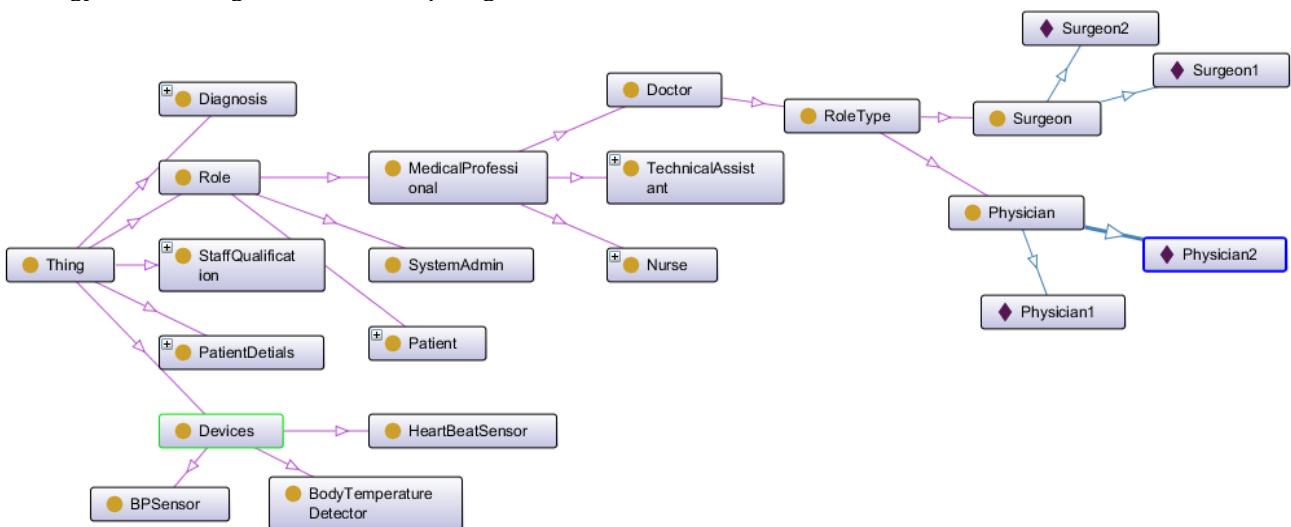 Surgeon2
Surgeon1
Diagnosis
Doctor
RoleType
Surgeon
Role
MedicalProfessi
onal
TechnicalAssist
ant
Physician
Thing
StaffQualificat
ion
SystemAdmin
Nurse
Physician2
Physician1
PatientDetials
Patient
Devices
HeartBeatSensor
BPSensor
BodyTemperature
Detector